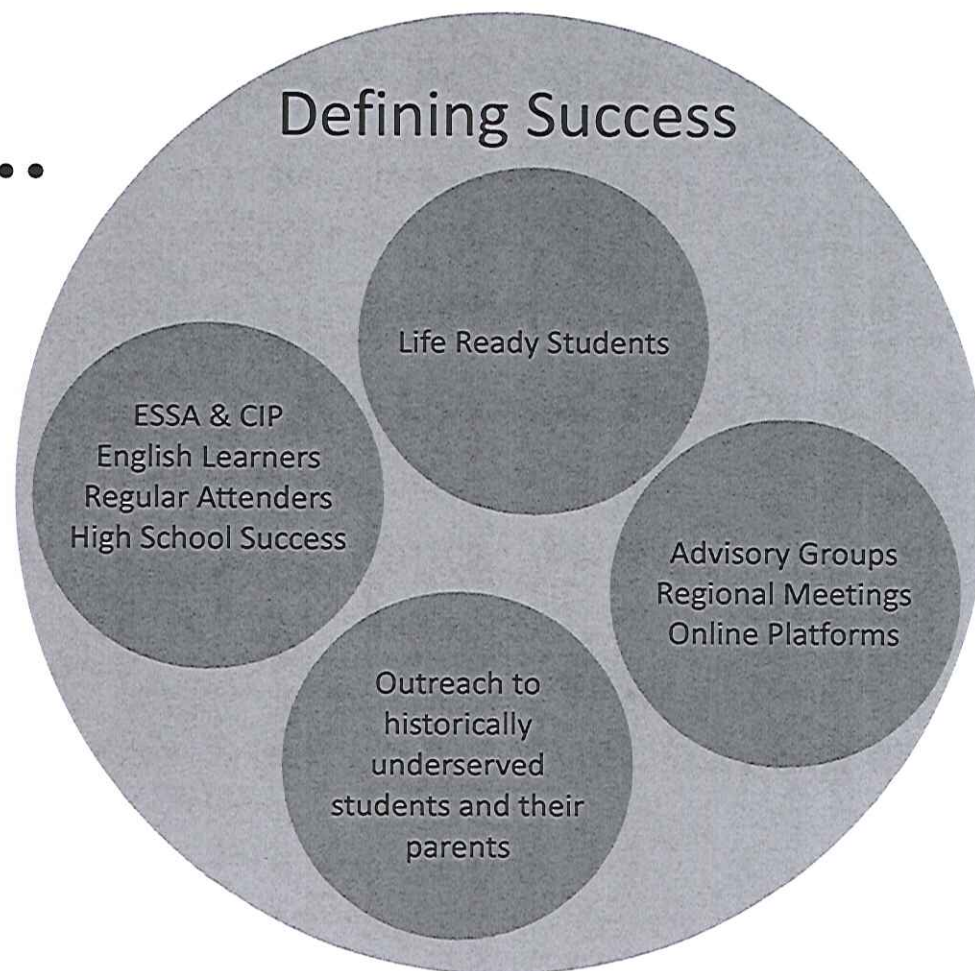 Defining Success
..
Life Ready Students
ESSA & CIP
English Learners
Regular Attenders
High School Success
Advisory Groups
Regional Meetings
Online Platforms
Outreach to
historically
underserved
students and their
parents